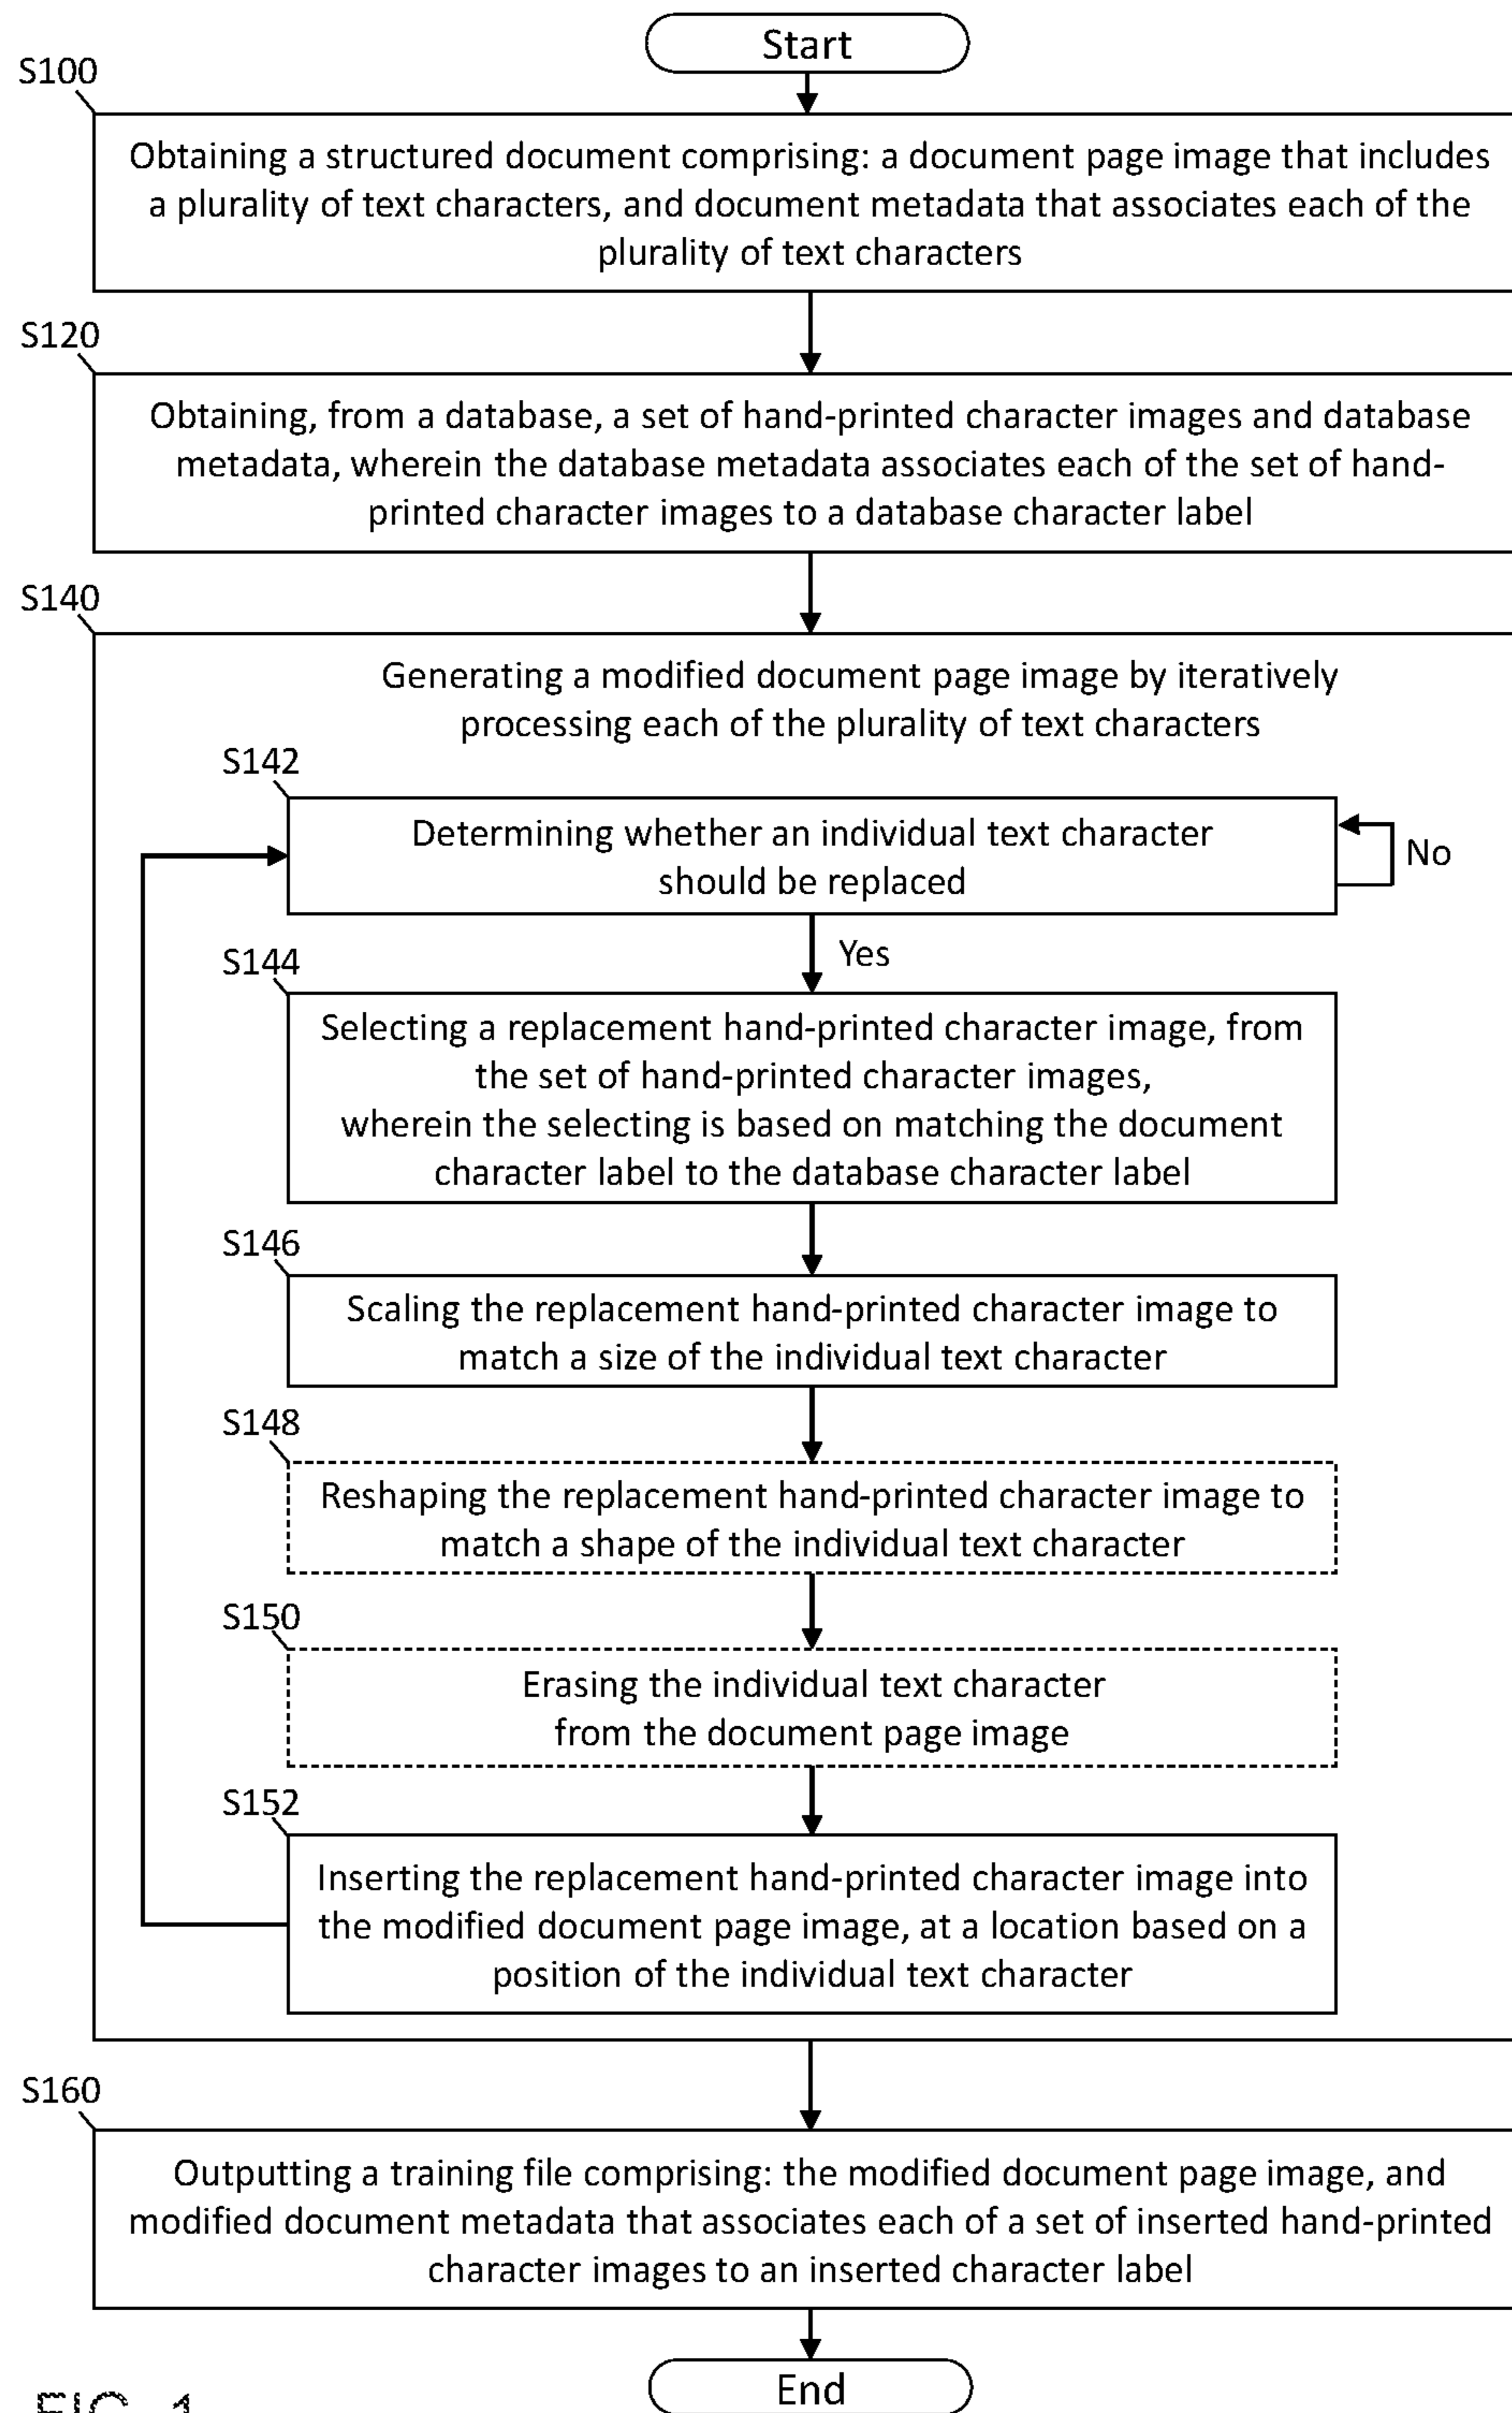 Start
S100
Obtaining a structured document comprising: a document page image that includes
a plurality of text characters, and document metadata that associates each of the
plurality of text characters
S120
Obtaining, from a database, a set of hand-printed character images and database
metadata, wherein the database metadata associates each of the set of hand-
printed character images to a database character label
S140
Generating a modified document page image by iteratively
processing each of the plurality of text characters
S142
Determining whether an individual text character
should be replaced
No
Yes
S144
Selecting a replacement hand-printed character image, from
the set of hand-printed character images,
wherein the selecting is based on matching the document
character label to the database character label
S146
Scaling the replacement hand-printed character image to
match a size of the individual text character
S148
Reshaping the replacement hand-printed character image to
match a shape of the individual text character
S150
Erasing the individual text character
from the document page image
S152
Inserting the replacement hand-printed character image into
the modified document page image, at a location based on a
position of the individual text character
S160
Outputting a training file comprising: the modified document page image, and
modified document metadata that associates each of a set of inserted hand-printed
character images to an inserted character label
End
FIG. 1